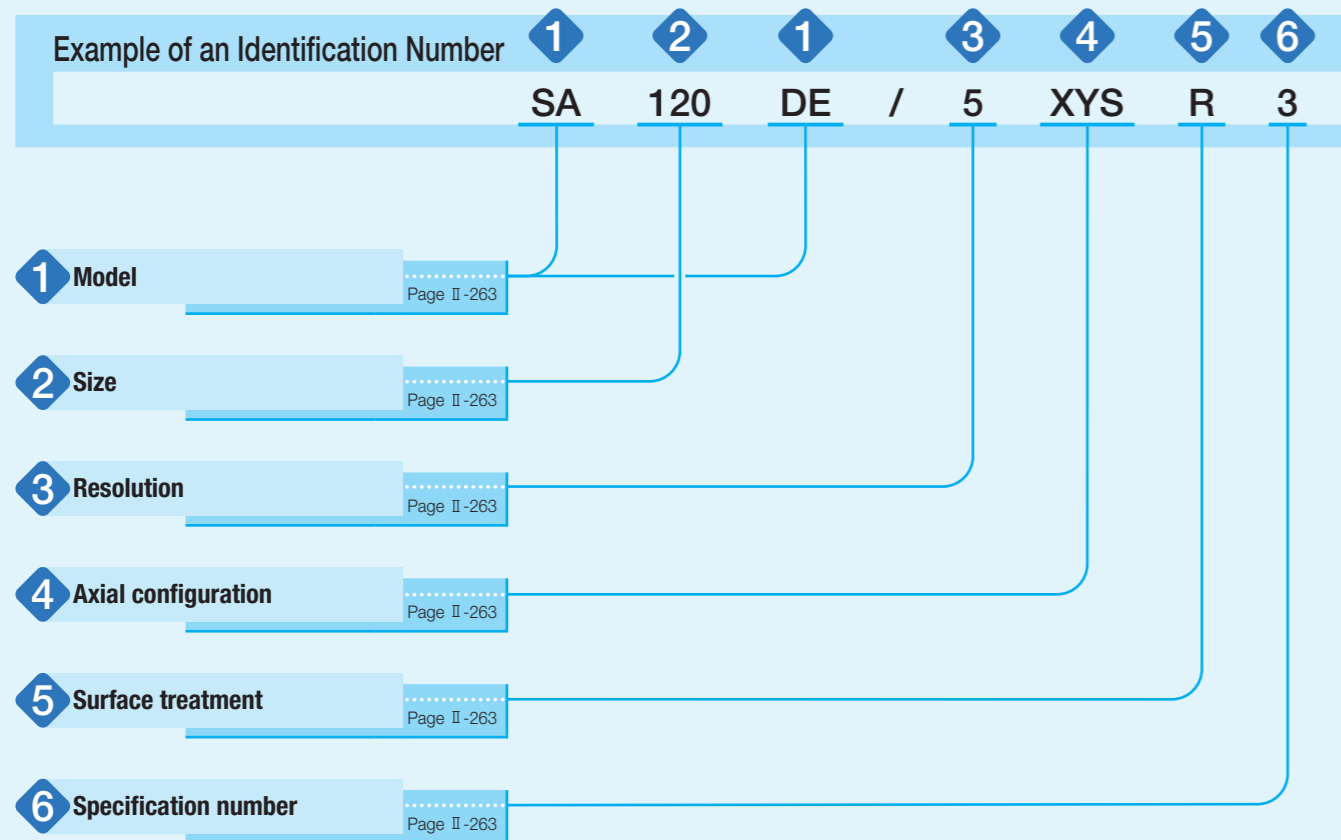 Example of an Identification Number 1 2 1 3 4 5 6
SA 120 DE / 5 XYS R 3
1 Model
Page Ⅱ-263
2 Size
Page Ⅱ-263
3 Resolution
Page Ⅱ-263
4 Axial configuration
Page Ⅱ-263
5 Surface treatment
Page Ⅱ-263
6 Specification number
Page Ⅱ-263